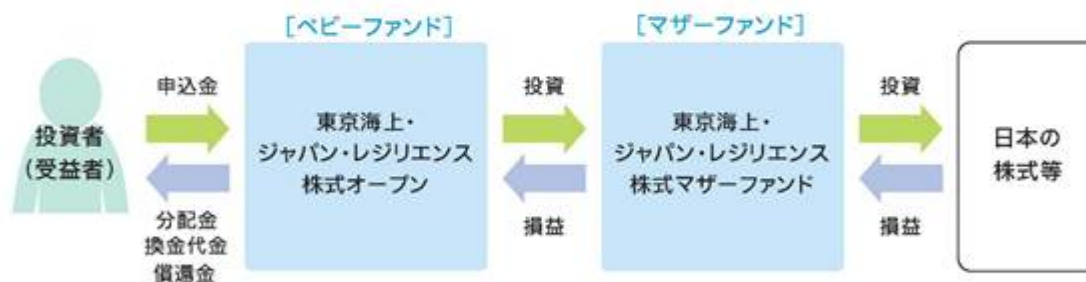 ［ベビーファンド］
［マザーファンド］
申込金
投資
投資
投資者
（受益者）
東京海上・
ジャパン・レジリエンス
株式オープン
東京海上・
ジャパン・レジリエンス
株式マザーファンド
日本の
株式等
分配金
換金代金
償還金
損益
損益